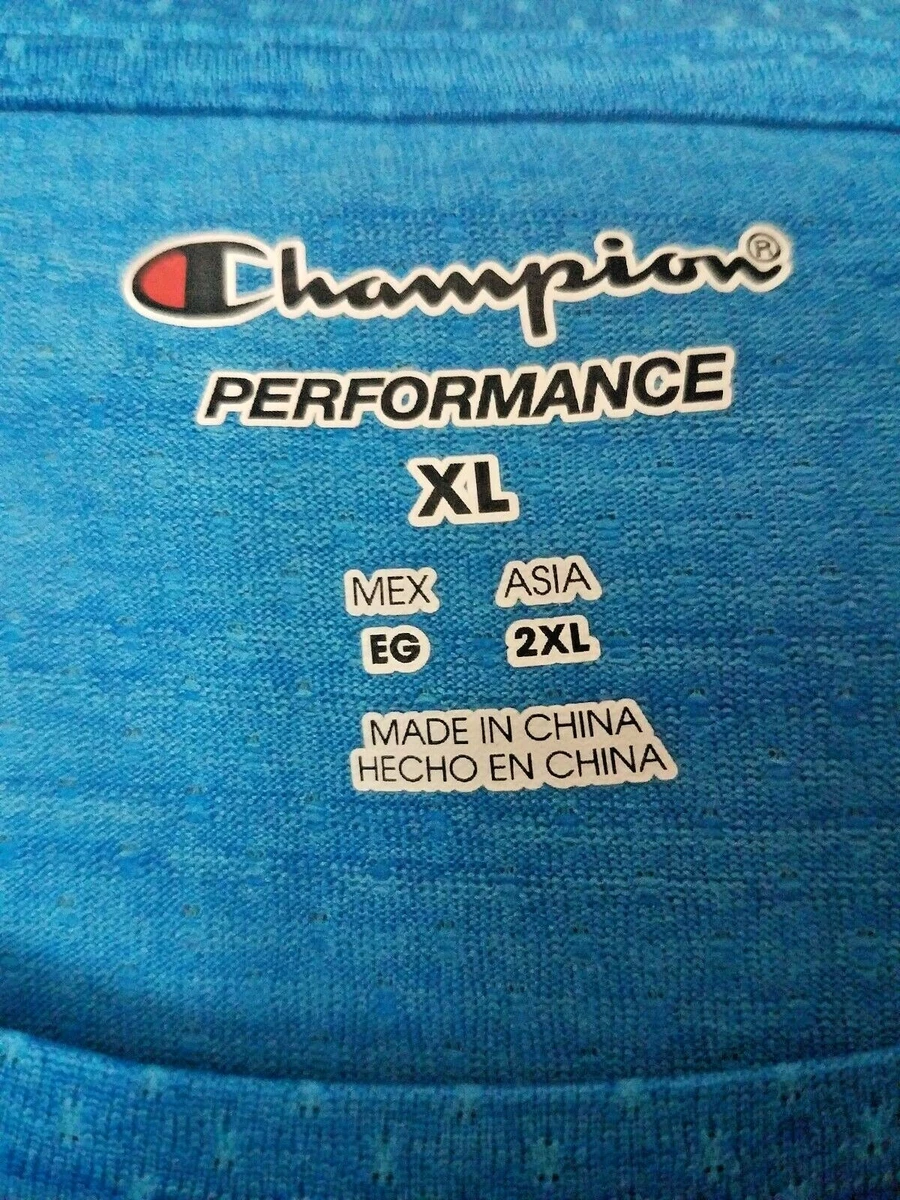 Champion®
PERFORMANCE
XL
MEX ASIA
EG 2XL
MADE IN CHINA
HECHO EN CHINA